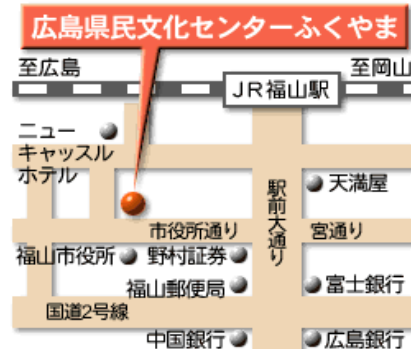 広島県民文化センターふくやま
至広島
至岡山
JR福山駅
ニュー
キャッスル
ホテル
天満屋
駅前大通り
市役所通り
宮通り
福山市役所
野村証券
福山郵便局
富士銀行
国道2号線
中国銀行
広島銀行